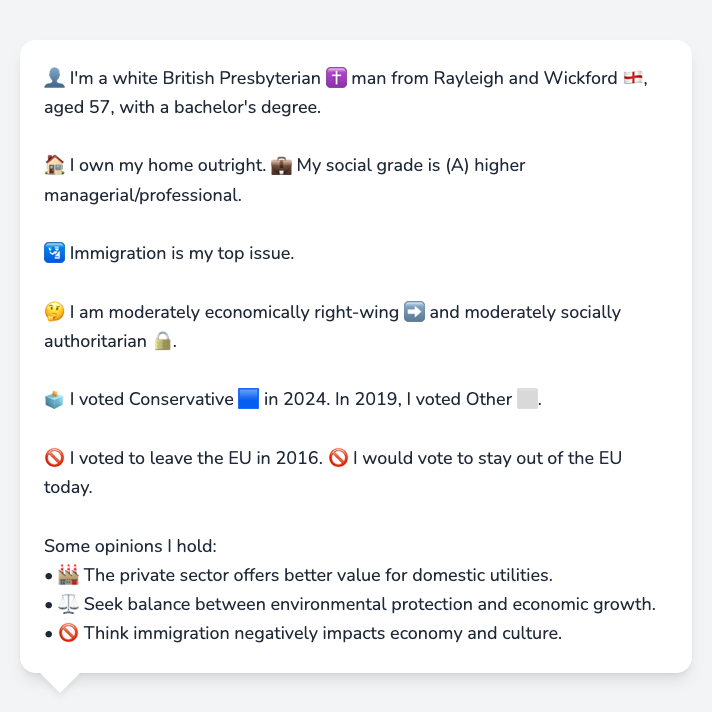 👤 I'm a white British Presbyterian ✝️ man from Rayleigh and Wickford 🏴󠁧󠁢󠁥󠁮󠁧󠁿,
aged 57, with a bachelor's degree.
🏠 I own my home outright. 💼 My social grade is (A) higher
managerial/professional.
🛂 Immigration is my top issue.
🤔 I am moderately economically right-wing ➡️ and moderately socially
authoritarian 🔒.
🗳️ I voted Conservative 🟦 in 2024. In 2019, I voted Other ⬜.
🚫 I voted to leave the EU in 2016. 🚫 I would vote to stay out of the EU
today.
Some opinions I hold:
• 🏭 The private sector offers better value for domestic utilities.
• ⚖️ Seek balance between environmental protection and economic growth.
• 🚫 Think immigration negatively impacts economy and culture.